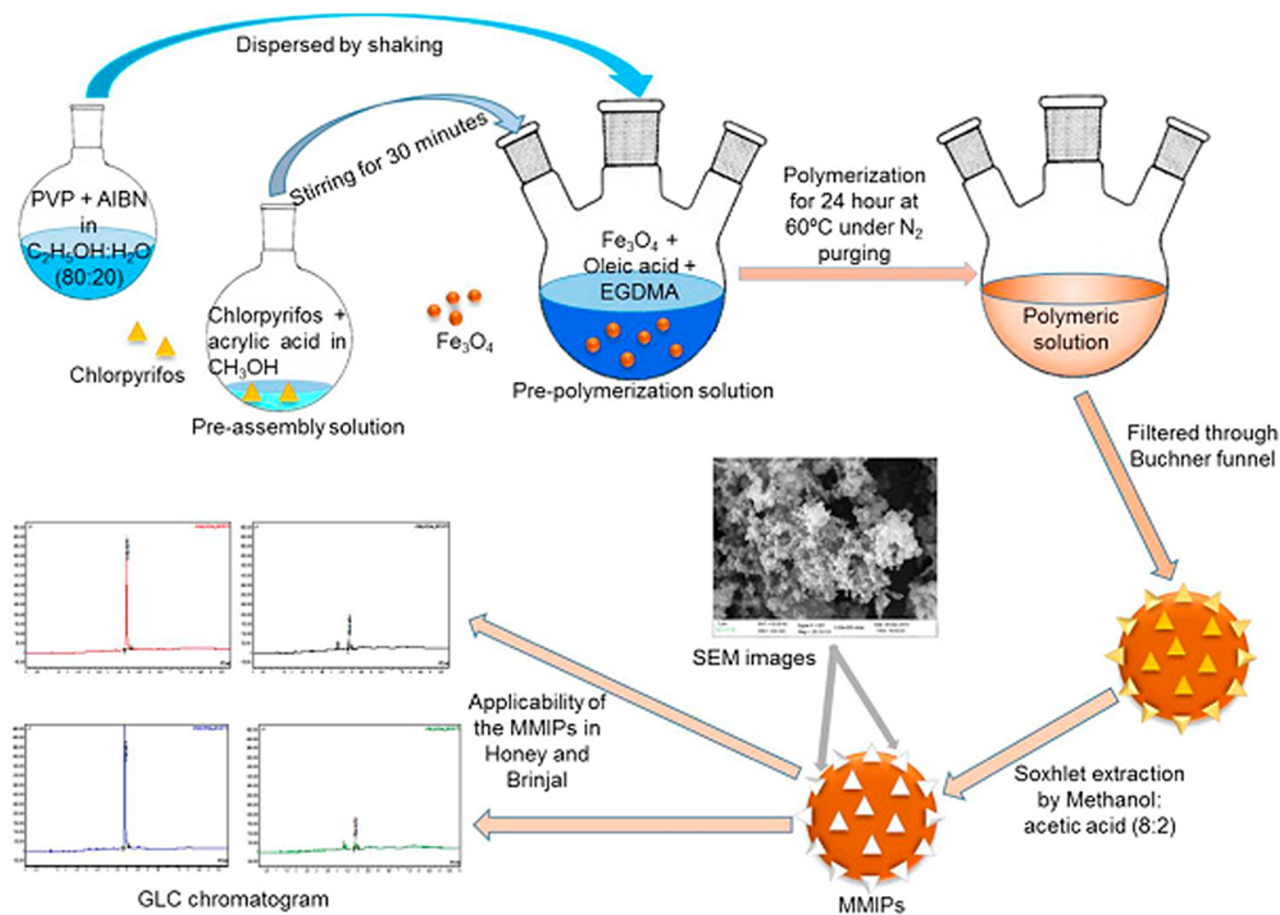 Dispersed by shaking
Stirring for 30 minutes
PVP + AIBN
in
C₂H₅OH:H₂O
(80:20)
Chlorpyrifos
Chlorpyrifos +
acrylic acid in
CH₃OH
Pre-assembly solution
Fe₃O₄
Fe₃O₄ +
Oleic acid +
EGDMA
Pre-polymerization solution
Polymerization
for 24 hour at
60ºC under N₂
purging
Polymeric
solution
Filtered through
Buchner funnel
SEM images
Applicability of
the MMIPs in
Honey and
Brinjal
Soxhlet extraction
by Methanol:
acetic acid (8:2)
GLC chromatogram
MMIPs